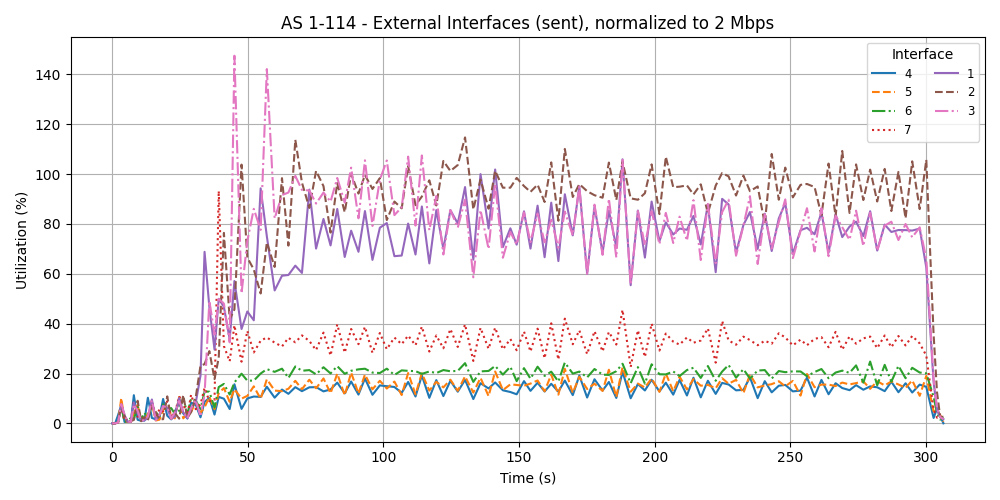 AS 1-114 - External Interfaces (sent), normalized to 2 Mbps
Utilization (%)
140
120
100
80
60
40
20
0
0 50 100 150 200 250 300
Time (s)
Interface
4 1
5 2
6 3
7